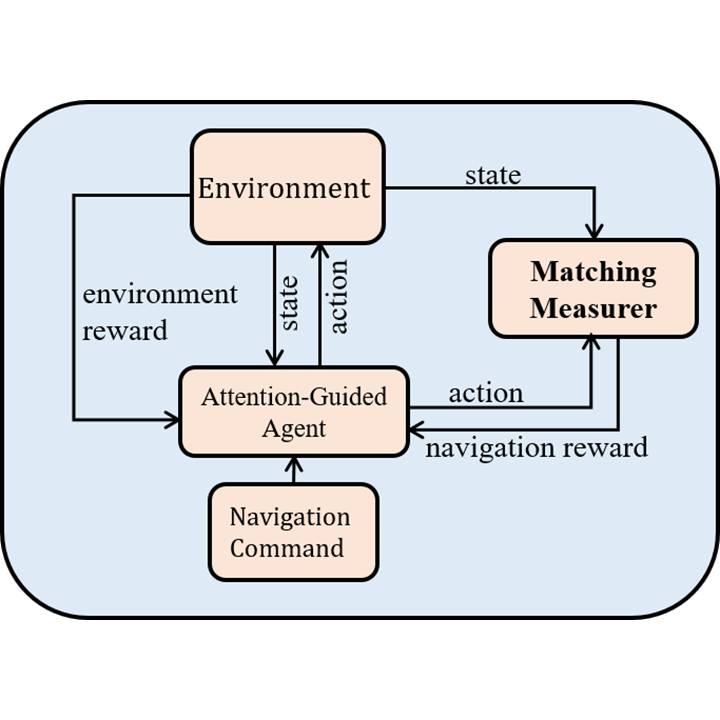 Environment
state
Matching
Measurer
environment
reward
state
action
Attention-Guided
Agent
action
navigation reward
Navigation
Command